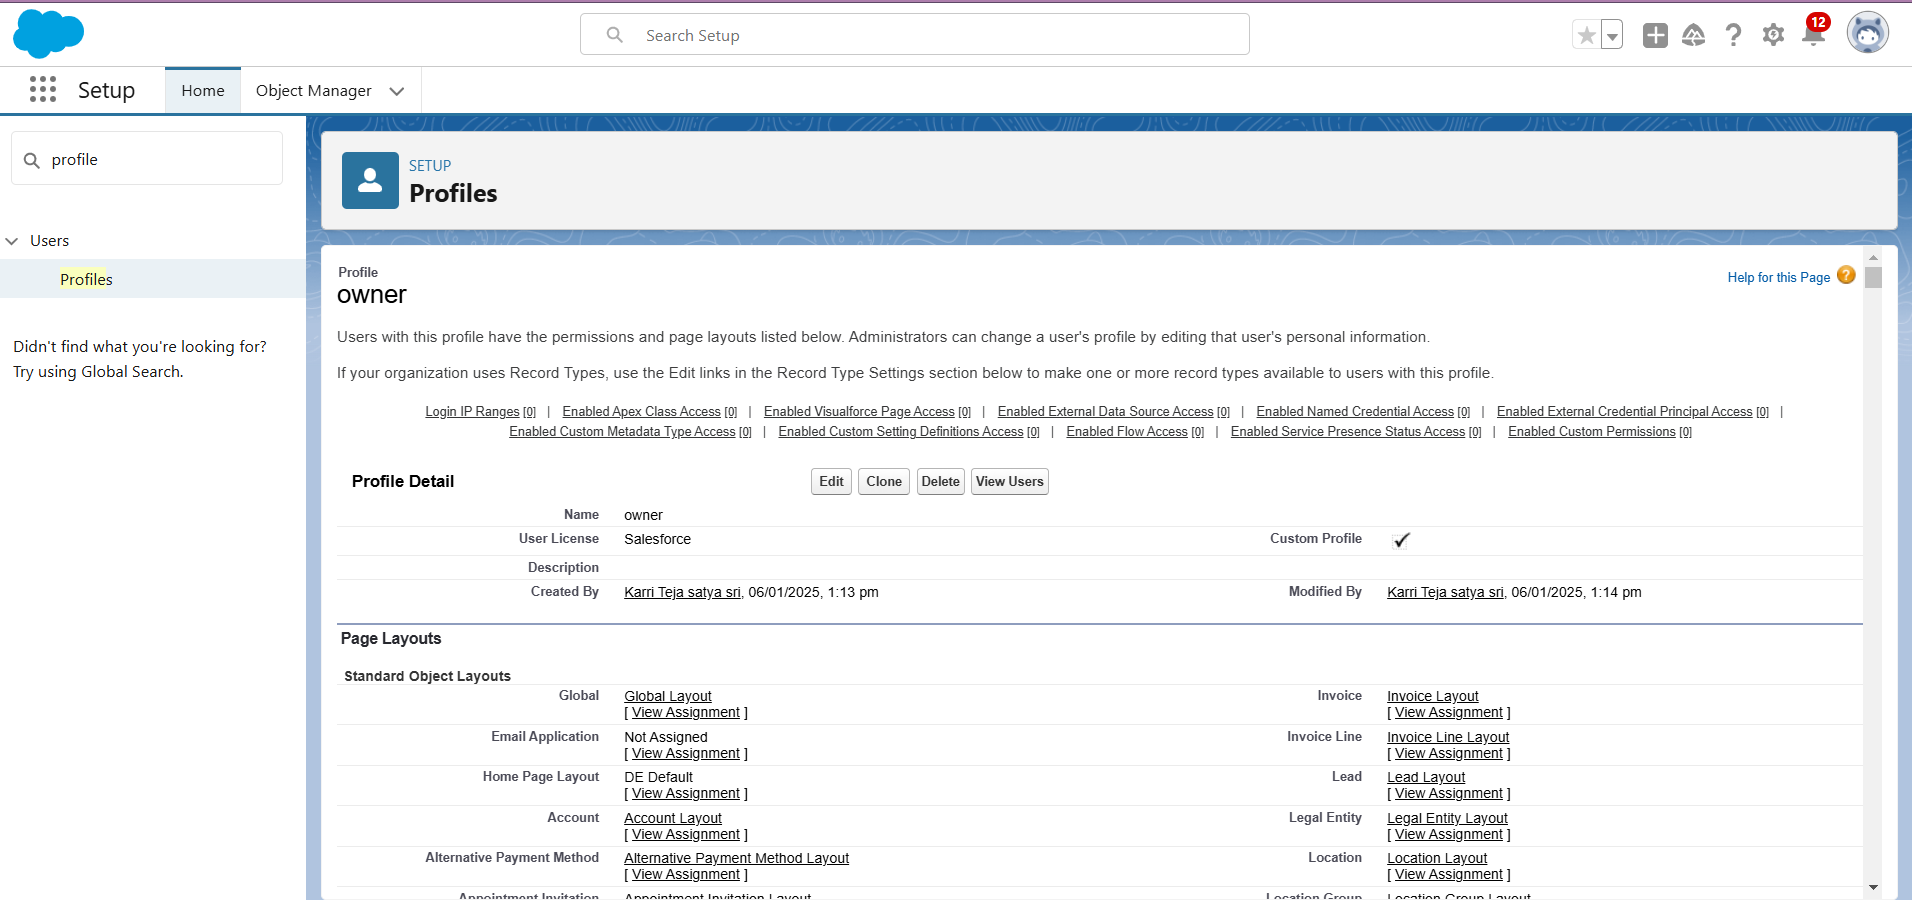 Search Setup
12
Setup
Home
Object Manager
profile
Users
Profiles
Didn't find what you're looking for?
Try using Global Search.
SETUP
Profiles
Profile
owner
Help for this Page ?
Users with this profile have the permissions and page layouts listed below. Administrators can change a user's profile by editing that user's personal information.
If your organization uses Record Types, use the Edit links in the Record Type Settings section below to make one or more record types available to users with this profile.
Login IP Ranges [0] | Enabled Apex Class Access [0] | Enabled Visualforce Page Access [0] | Enabled External Data Source Access [0] | Enabled Named Credential Access [0] | Enabled External Credential Principal Access [0] |
Enabled Custom Metadata Type Access [0] | Enabled Custom Setting Definitions Access [0] | Enabled Flow Access [0] | Enabled Service Presence Status Access [0] | Enabled Custom Permissions [0]
Profile Detail Edit Clone Delete View Users
Name owner
User License Salesforce Custom Profile
Description
Created By Karri Teja satya sri, 06/01/2025, 1:13 pm Modified By Karri Teja satya sri, 06/01/2025, 1:14 pm
Page Layouts
Standard Object Layouts
Global Global Layout Invoice Invoice Layout
[ View Assignment ] [ View Assignment ]
Email Application Not Assigned Invoice Line Invoice Line Layout
[ View Assignment ] [ View Assignment ]
Home Page Layout DE Default Lead Lead Layout
[ View Assignment ] [ View Assignment ]
Account Account Layout Legal Entity Legal Entity Layout
[ View Assignment ] [ View Assignment ]
Alternative Payment Method Alternative Payment Method Layout Location Location Layout
[ View Assignment ] [ View Assignment ]
Appointment Invitation Appointment Invitation Layout Location Group Location Group Layout